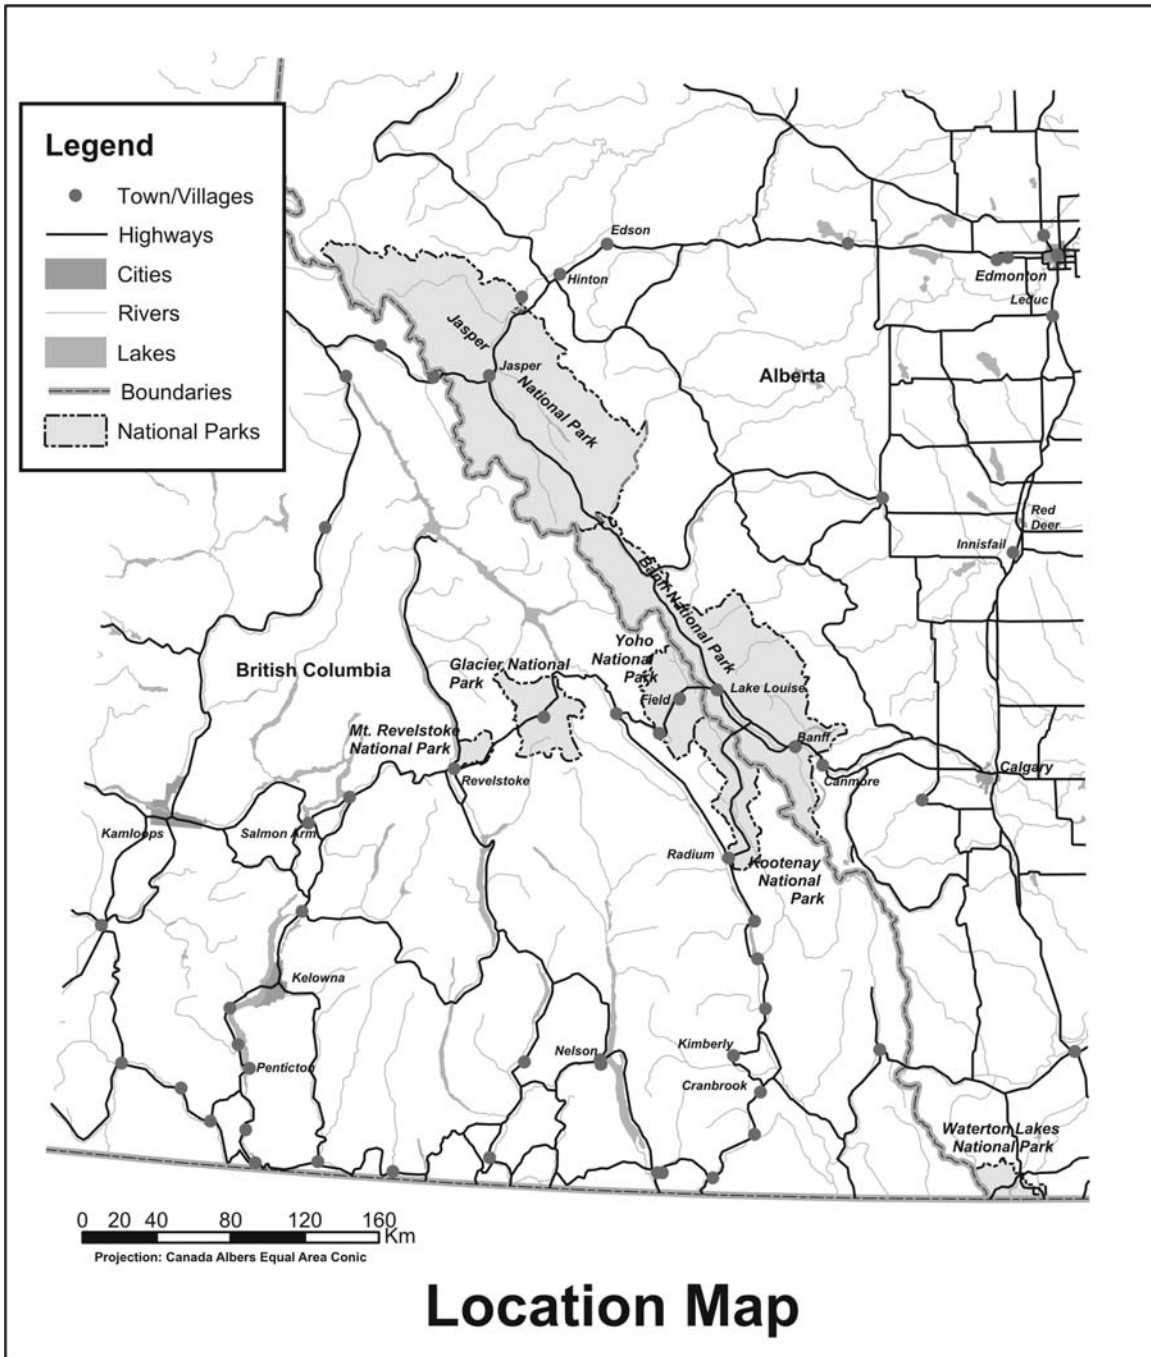 Legend
Town/Villages
Highways
Cities
Rivers
Lakes
Boundaries
National Parks
Edson
Hinton
Edmonton
Leduc
Jasper
National Park
Jasper
Alberta
Red
Deer
Innisfail
Banff National Park
British Columbia
Glacier National
Park
Yoho
National
Park
Lake Louise
Field
Mt. Revelstoke
National Park
Revelstoke
Banff
Canmore
Calgary
Kamloops
Salmon Arm
Radium
Kootenay
National
Park
Kelowna
Nelson
Kimberly
Penticton
Cranbrook
Waterton Lakes
National Park
0 20 40 80 120 160
Km
Projection: Canada Albers Equal Area Conic
Location Map